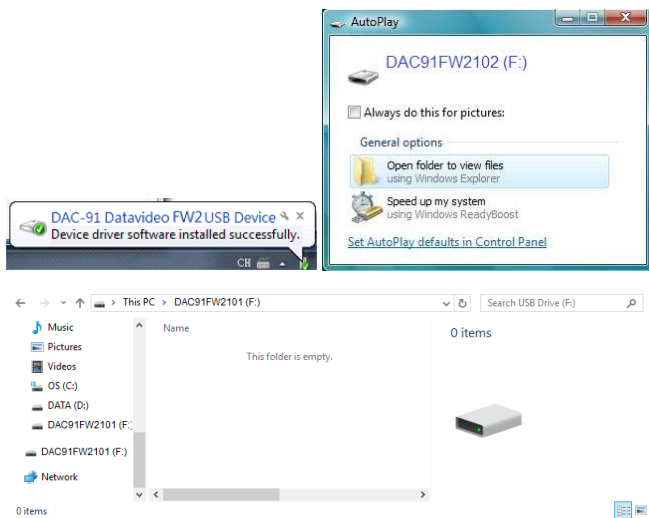 AutoPlay
DAC91FW2102 (F:)
Always do this for pictures:
General options
Open folder to view files
using Windows Explorer
Speed up my system
using Windows ReadyBoost
Set AutoPlay defaults in Control Panel
DAC-91 Datavideo FW2USB Device
Device driver software installed successfully.
CH
This PC > DAC91FW2101 (F:)
Search USB Drive (F:)
Music
Pictures
Videos
OS (C:)
DATA (D:)
DAC91FW2101 (F:
DAC91FW2101 (F:)
Network
Name
This folder is empty.
0 items
0 items